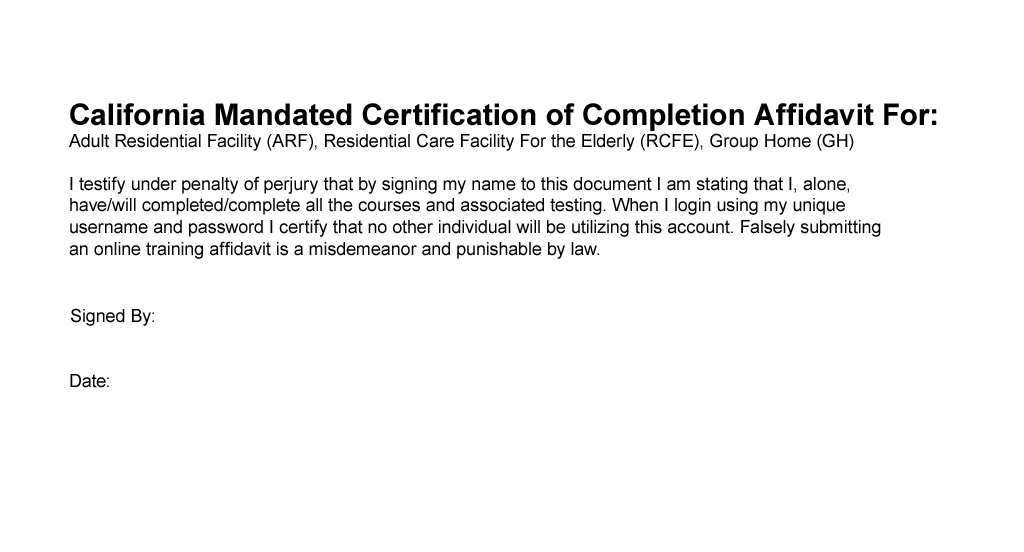 California Mandated Certification of Completion Affidavit For:
Adult Residential Facility (ARF), Residential Care Facility For the Elderly (RCFE), Group Home (GH)
I testify under penalty of perjury that by signing my name to this document I am stating that I, alone,
have/will completed/complete all the courses and associated testing. When I login using my unique
username and password I certify that no other individual will be utilizing this account. Falsely submitting
an online training affidavit is a misdemeanor and punishable by law.
Signed By:
Date: